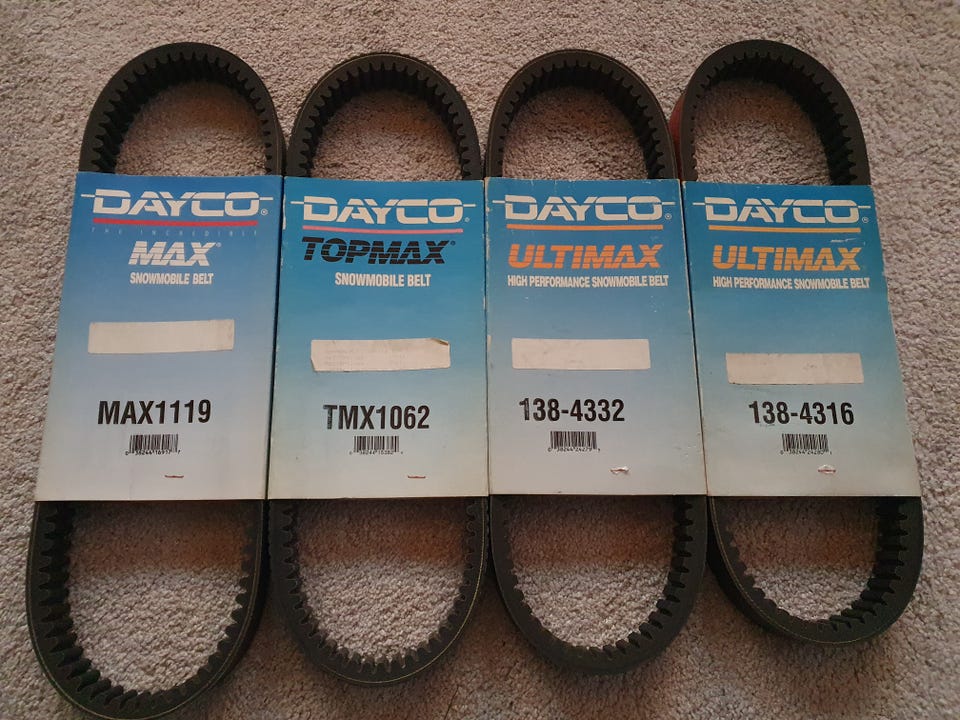 DAYCO®
THE INCREDIBLE
MAX®
SNOWMOBILE BELT
MAX1119
DAYCO®
TOPMAX®
SNOWMOBILE BELT
TMX1062
DAYCO®
ULTIMAX
HIGH PERFORMANCE SNOWMOBILE BELT
138-4332
DAYCO®
ULTIMAX®
HIGH PERFORMANCE SNOWMOBILE BELT
138-4316